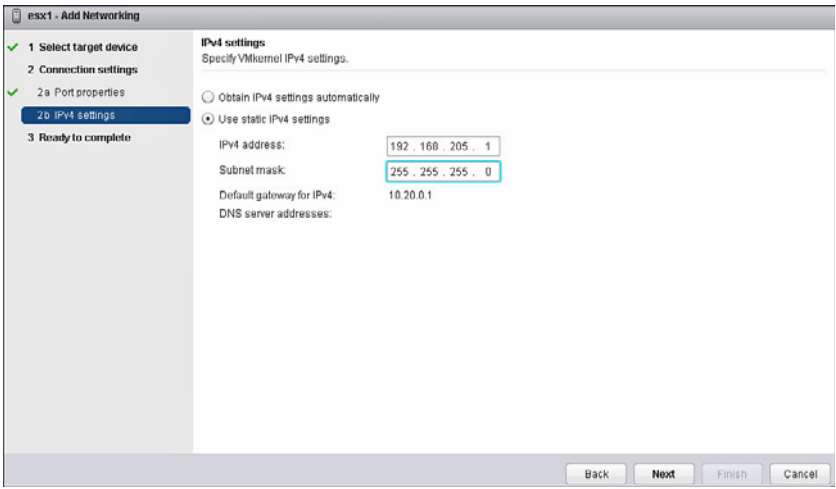 esx1 - Add Networking
1 Select target device
2 Connection settings
2a Port properties
2b IPv4 settings
3 Ready to complete
IPv4 settings
Specify VMkernel IPv4 settings.
Obtain IPv4 settings automatically
Use static IPv4 settings
IPv4 address: 192 . 168 . 205 . 1
Subnet mask: 255 . 255 . 255 . 0
Default gateway for IPv4: 10.20.0.1
DNS server addresses:
Back Next Finish Cancel